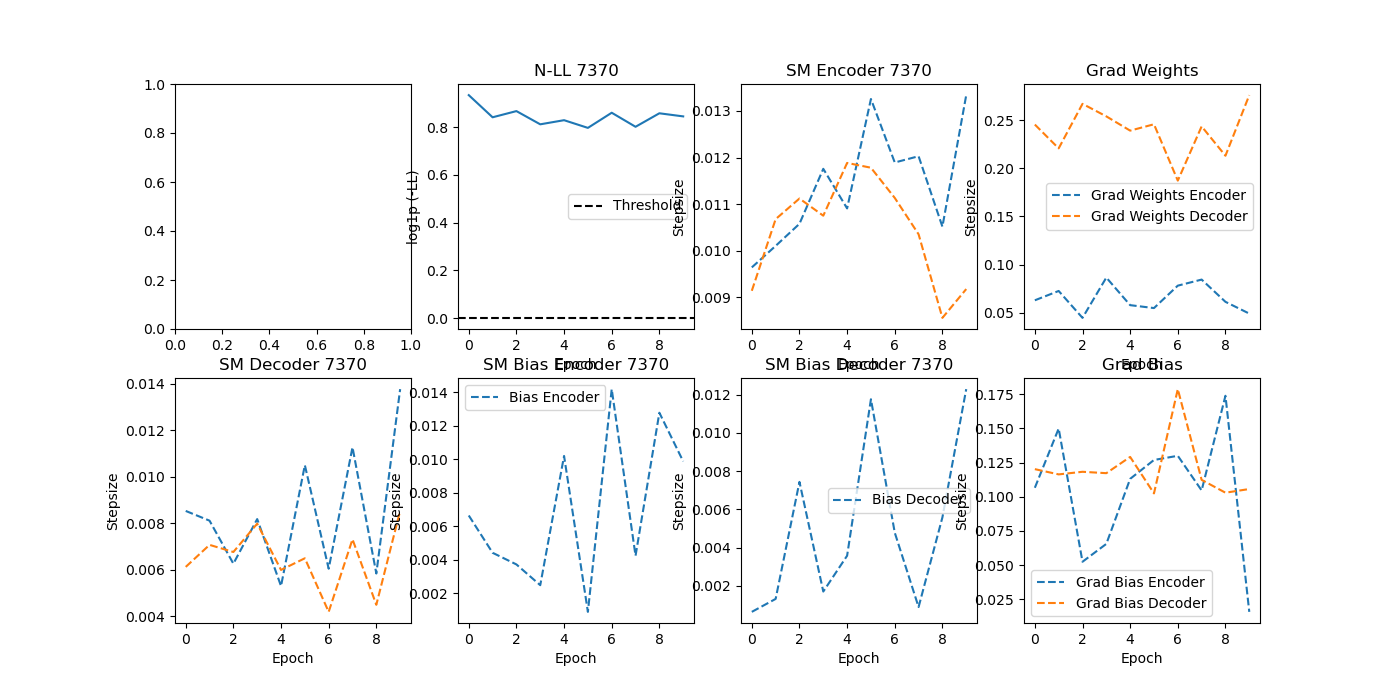 N-LL 7370
SM Encoder 7370
Grad Weights
1.0
0.8
0.6
0.4
0.2
0.0
0.0 0.2 0.4 0.6 0.8 1.0
log1p (-LL)
0.8
0.6
0.4
0.2
0.0
Threshold
0 2 4 6 8
Epoch
Stepsize
0.013
0.012
0.011
0.010
0.009
0 2 4 6 8
Epoch
Stepsize
0.25
0.20
0.15
0.10
0.05
Grad Weights Encoder
Grad Weights Decoder
0 2 4 6 8
Epoch
SM Decoder 7370
SM Bias Encoder 7370
SM Bias Decoder 7370
Grad Bias
Stepsize
0.014
0.012
0.010
0.008
0.006
0.004
0 2 4 6 8
Epoch
Stepsize
0.014
0.012
0.010
0.008
0.006
0.004
0.002
Bias Encoder
0 2 4 6 8
Epoch
Stepsize
0.012
0.010
0.008
0.006
0.004
0.002
Bias Decoder
0 2 4 6 8
Epoch
Stepsize
0.175
0.150
0.125
0.100
0.075
0.050
0.025
Grad Bias Encoder
Grad Bias Decoder
0 2 4 6 8
Epoch